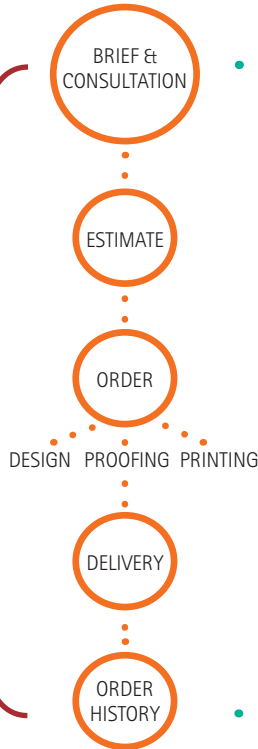 BRIEF &
CONSULTATION
ESTIMATE
ORDER
DESIGN PROOFING PRINTING
DELIVERY
ORDER
HISTORY